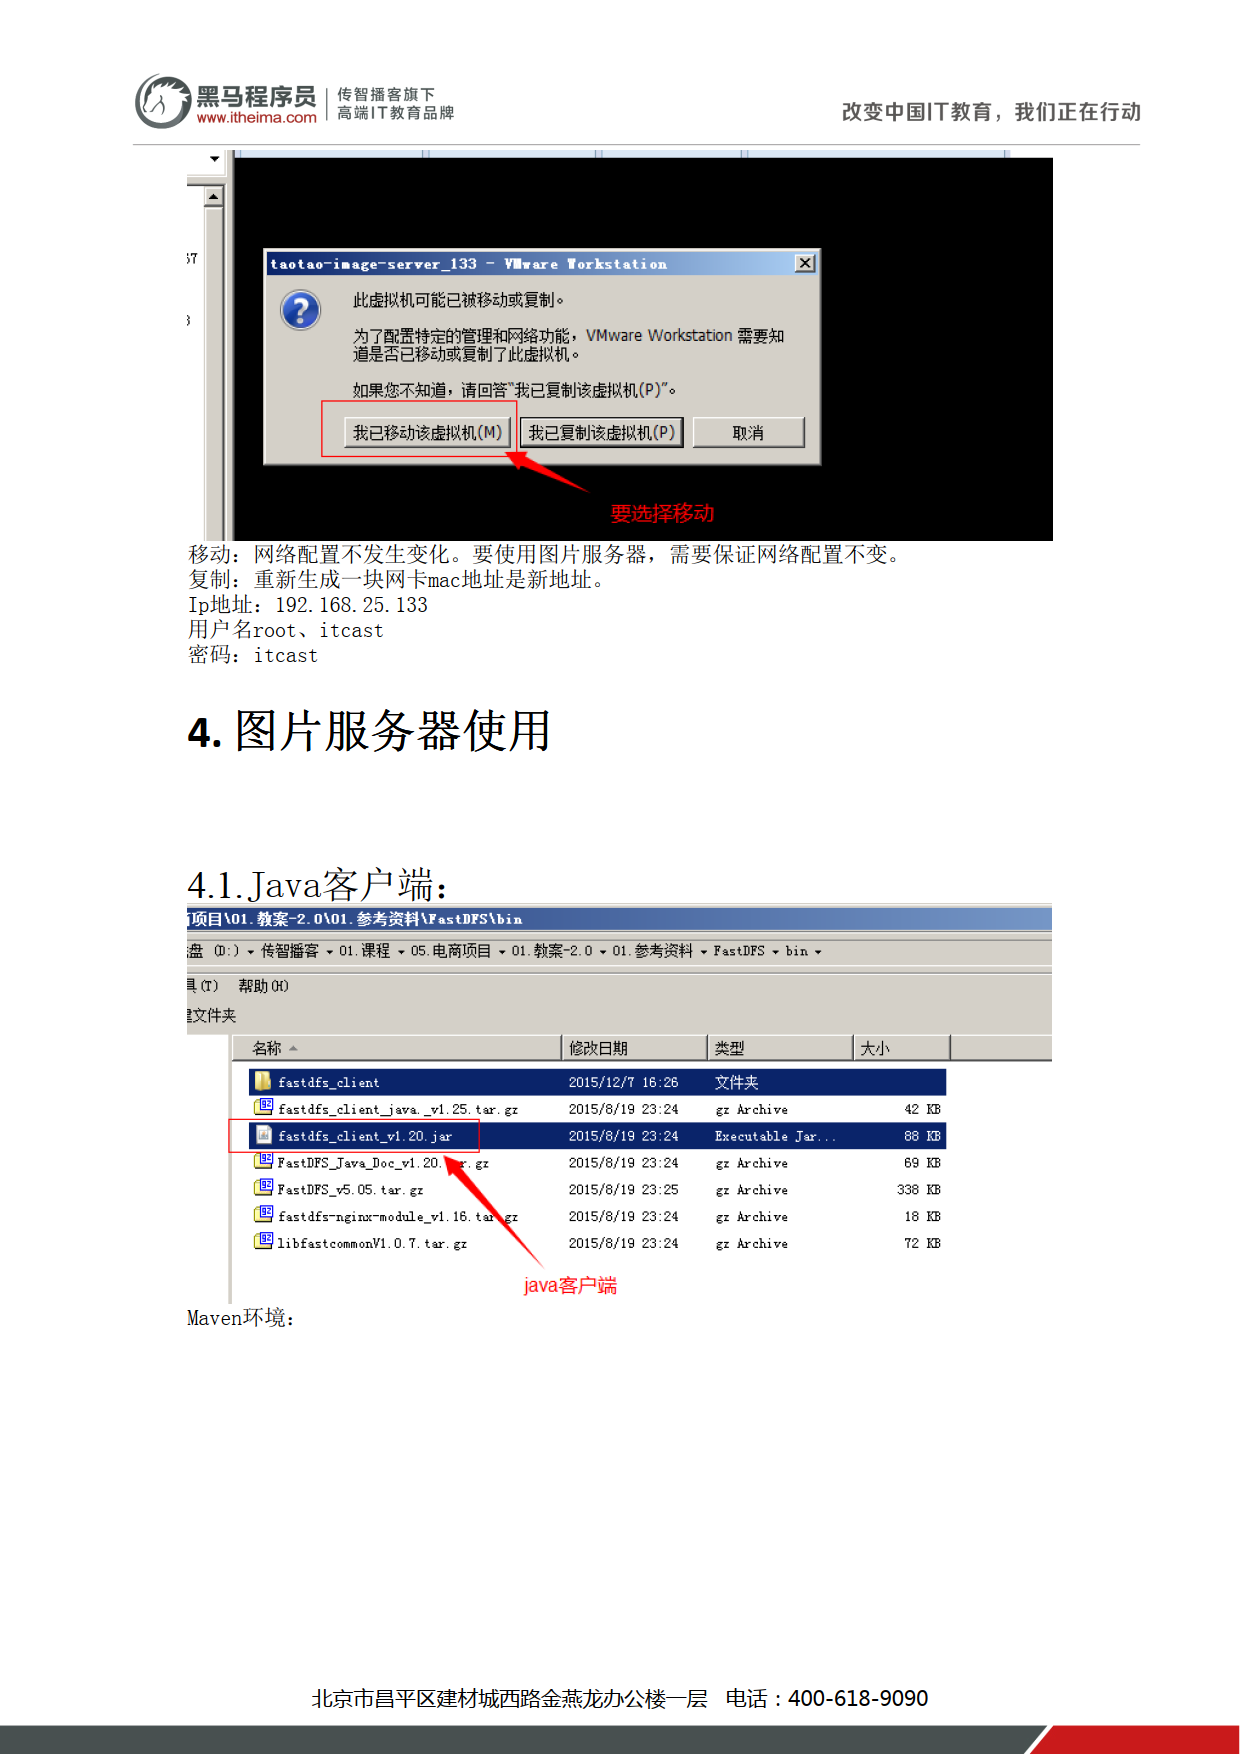 黑马程序员
www.itheima.com
传智播客旗下
高端IT教育品牌
改变中国IT教育，我们正在行动
taotao-image-server_133 - VMware Workstation
此虚拟机可能已被移动或复制。
为了配置特定的管理和网络功能，VMware Workstation 需要知
道是否已移动或复制了此虚拟机。
如果您不知道，请回答“我已复制该虚拟机(P)”。
我已移动该虚拟机(M) 我已复制该虚拟机(P) 取消
要选择移动
移动：网络配置不发生变化。要使用图片服务器，需要保证网络配置不变。
复制：重新生成一块网卡mac地址是新地址。
Ip地址：192.168.25.133
用户名root、itcast
密码：itcast
4. 图片服务器使用
4.1.Java客户端：
项目\01.教案-2.0\01.参考资料\FastDFS\bin
盘 (D:) 传智播客 01.课程 05.电商项目 01.教案-2.0 01.参考资料 FastDFS bin
具(T) 帮助(H)
建文件夹
名称 修改日期 类型 大小
fastdfs_client 2015/12/7 16:26 文件夹
fastdfs_client_java._v1.25.tar.gz 2015/8/19 23:24 gz Archive 42 KB
fastdfs_client_v1.20.jar 2015/8/19 23:24 Executable Jar... 88 KB
FastDFS_Java_Doc_v1.20.tar.gz 2015/8/19 23:24 gz Archive 69 KB
FastDFS_v5.05.tar.gz 2015/8/19 23:25 gz Archive 338 KB
fastdfs-nginx-module_v1.16.tar.gz 2015/8/19 23:24 gz Archive 18 KB
libfastcommonV1.0.7.tar.gz 2015/8/19 23:24 gz Archive 72 KB
java客户端
Maven环境：
北京市昌平区建材城西路金燕龙办公楼一层 电话：400-618-9090